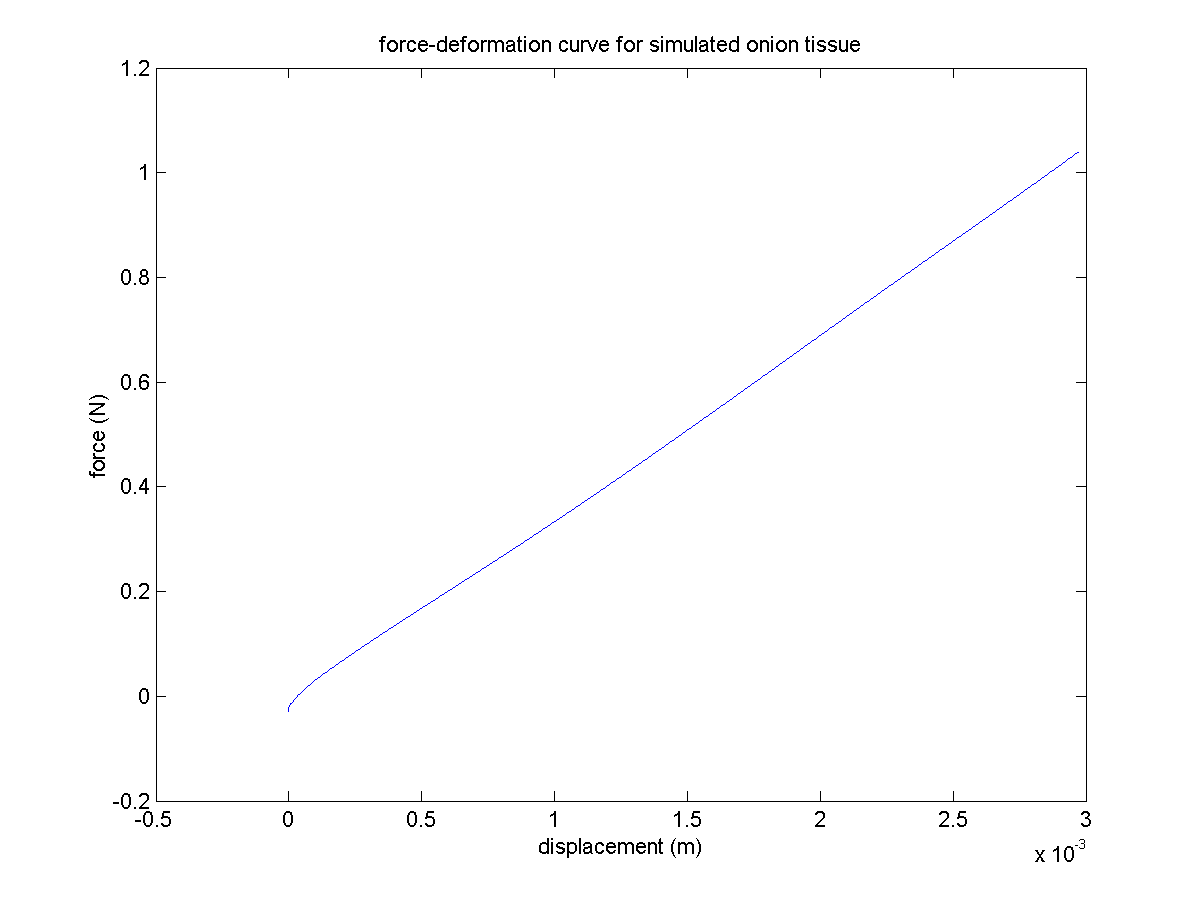 force-deformation curve for simulated onion tissue
1.2
1
0.8
0.6
0.4
0.2
0
-0.2
force (N)
-0.5 0 0.5 1 1.5 2 2.5 3
displacement (m)
x 10⁻³